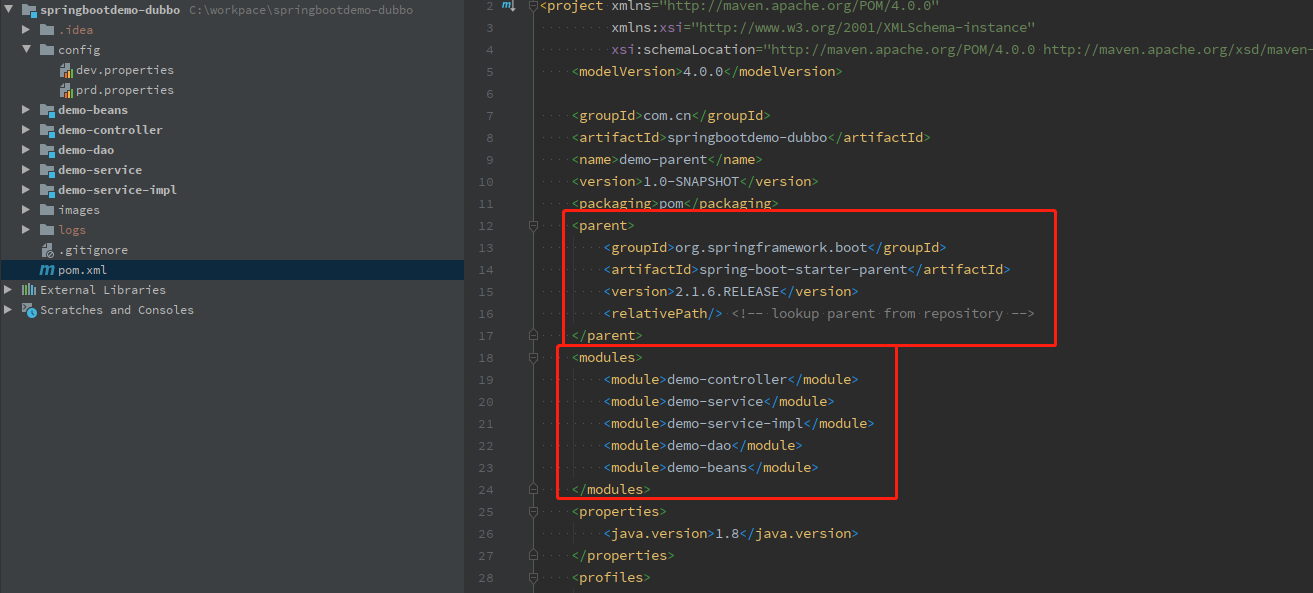 springbootdemo-dubbo C:\workpace\springbootdemo-dubbo
.idea
config
dev.properties
prd.properties
demo-beans
demo-controller
demo-dao
demo-service
demo-service-impl
images
logs
.gitignore
pom.xml
External Libraries
Scratches and Consoles
2 <project xmlns="http://maven.apache.org/POM/4.0.0"
3 xmlns:xsi="http://www.w3.org/2001/XMLSchema-instance"
4 xsi:schemaLocation="http://maven.apache.org/POM/4.0.0 http://maven.apache.org/xsd/maven-
5 <modelVersion>4.0.0</modelVersion>
6
7 <groupId>com.cn</groupId>
8 <artifactId>springbootdemo-dubbo</artifactId>
9 <name>demo-parent</name>
10 <version>1.0-SNAPSHOT</version>
11 <packaging>pom</packaging>
12 <parent>
13 <groupId>org.springframework.boot</groupId>
14 <artifactId>spring-boot-starter-parent</artifactId>
15 <version>2.1.6.RELEASE</version>
16 <relativePath/> <!-- lookup parent from repository -->
17 </parent>
18 <modules>
19 <module>demo-controller</module>
20 <module>demo-service</module>
21 <module>demo-service-impl</module>
22 <module>demo-dao</module>
23 <module>demo-beans</module>
24 </modules>
25 <properties>
26 <java.version>1.8</java.version>
27 </properties>
28 <profiles>